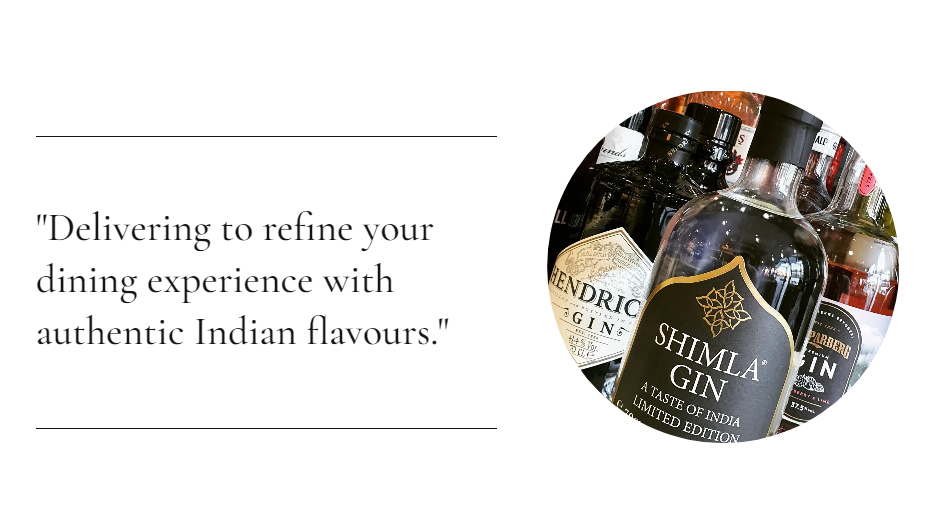 "Delivering to refine your
dining experience with
authentic Indian flavours."
HENDRIC
GIN
SHIMLA®
GIN
A TASTE OF INDIA
LIMITED EDITION
PARBERG
GIN